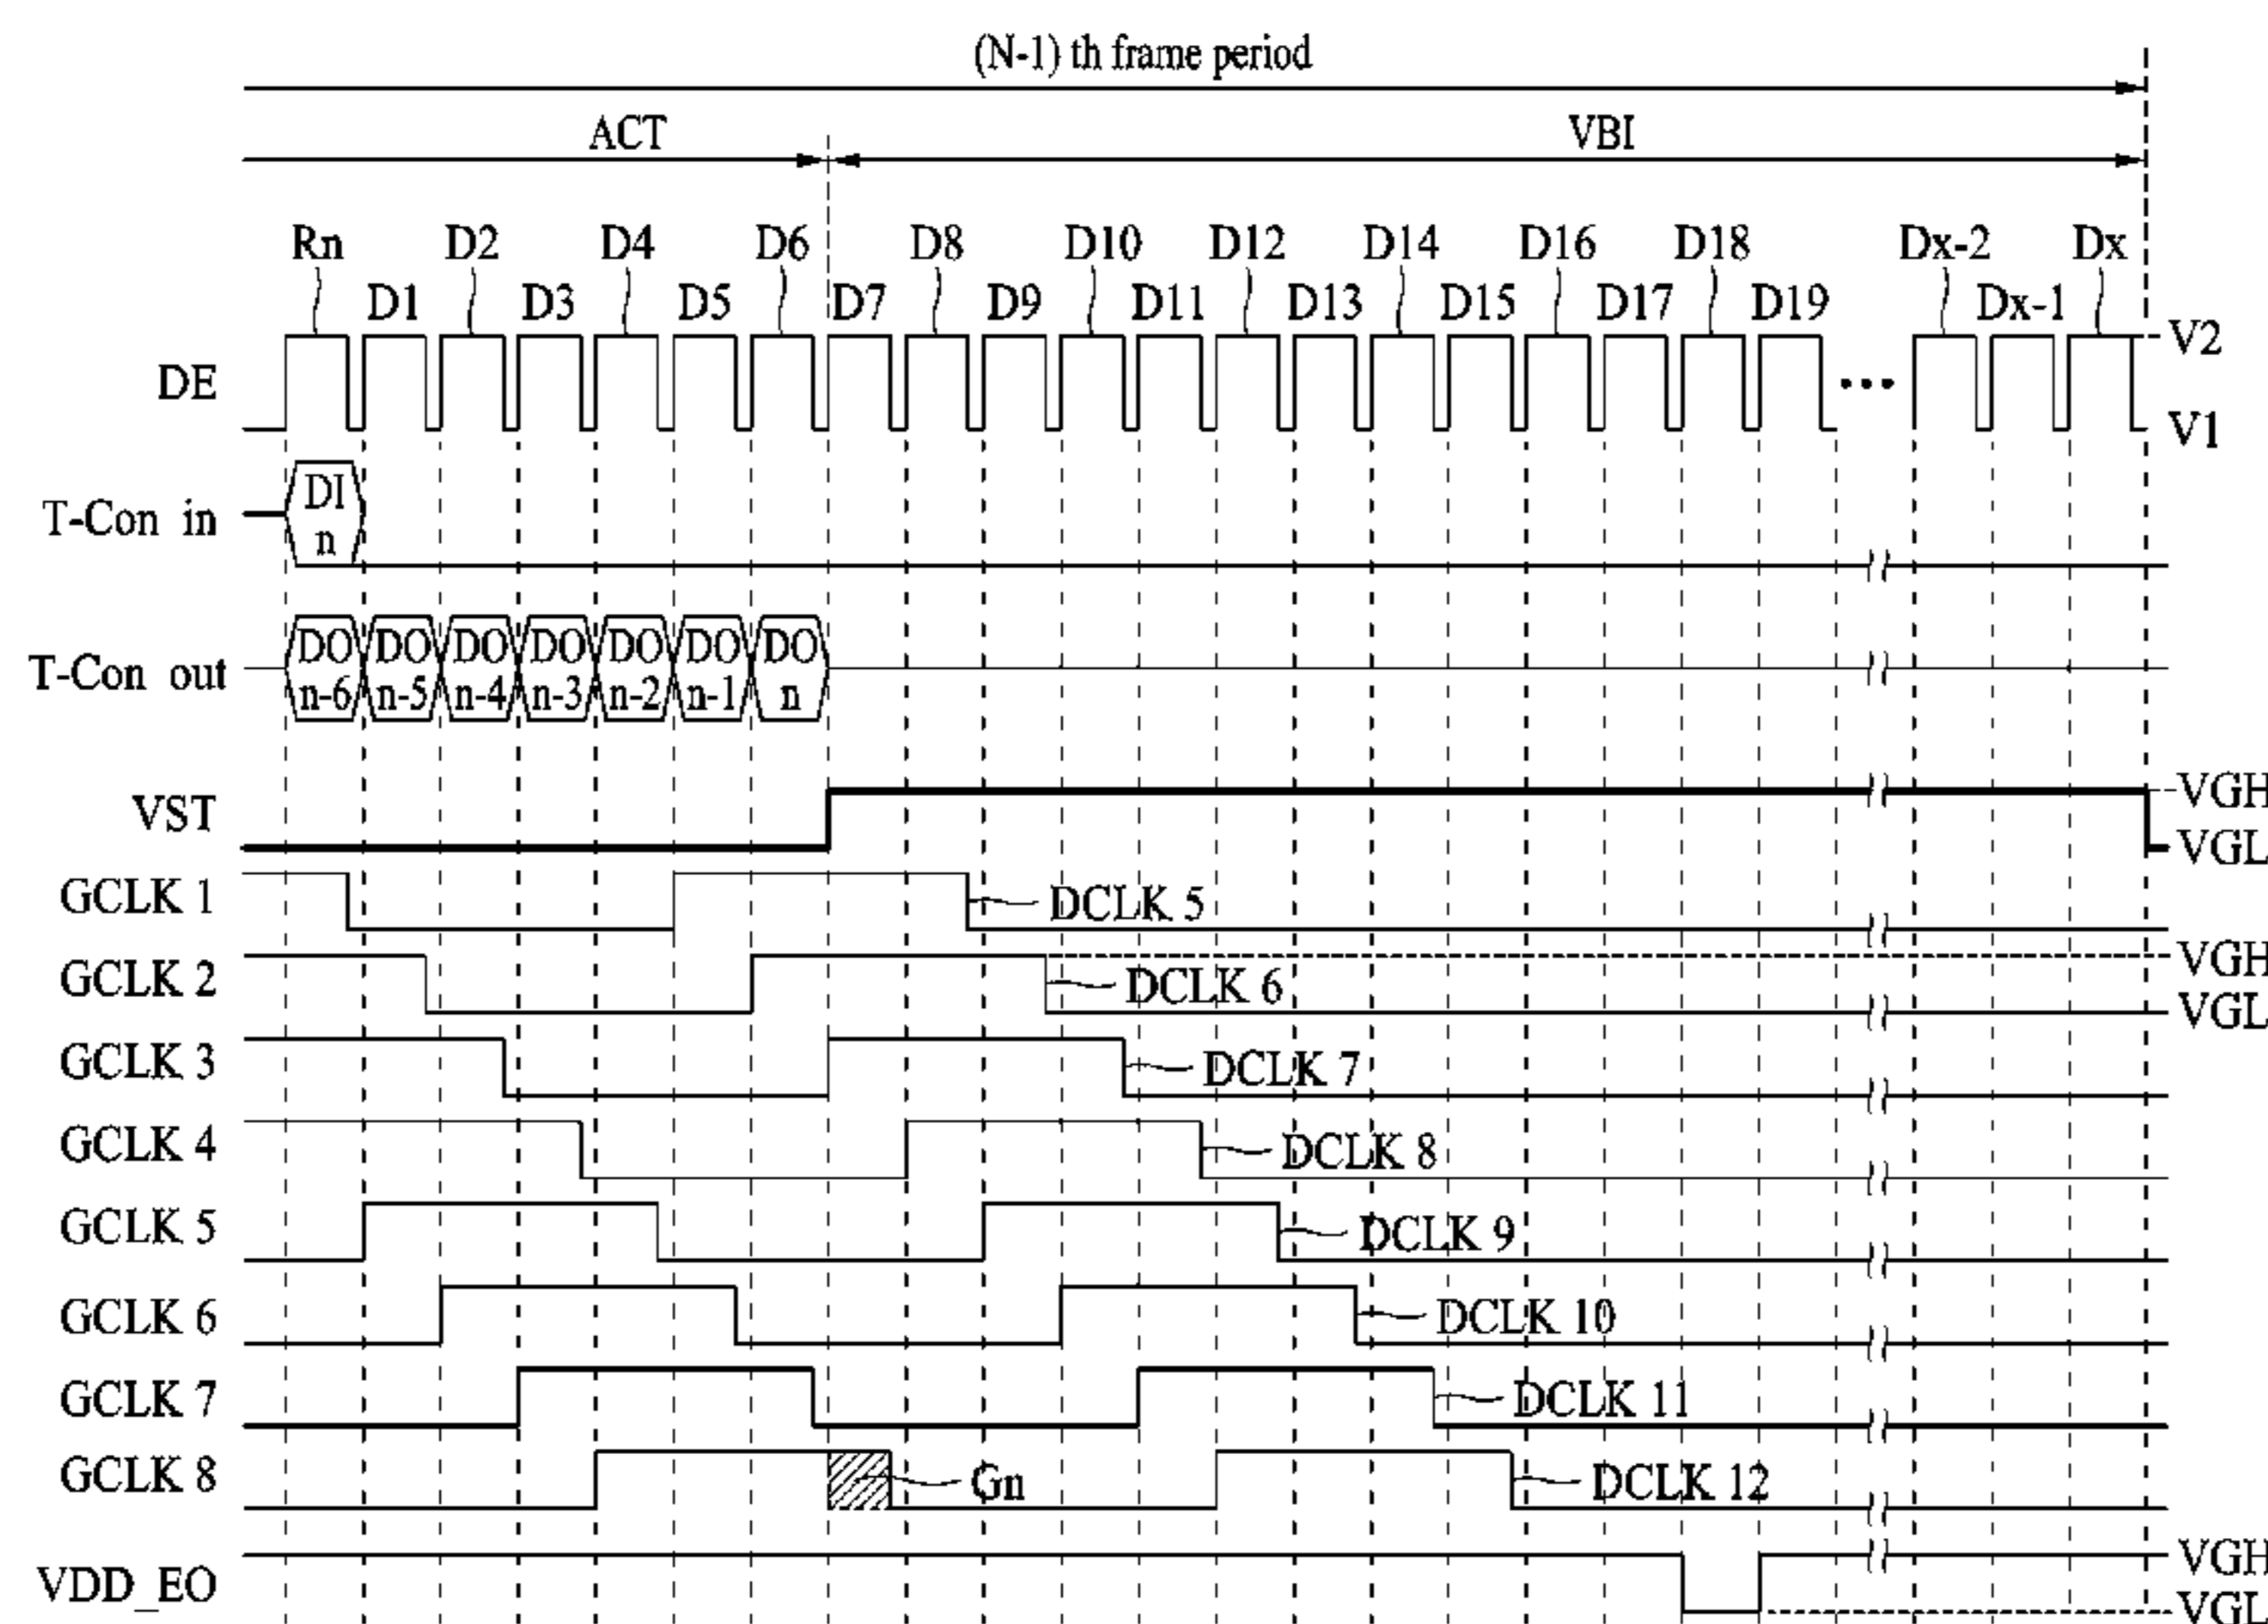 (N-1) th frame period
ACT VBI
Rn D2 D4 D6 D8 D10 D12 D14 D16 D18 Dx-2 Dx
D1 D3 D5 D7 D9 D11 D13 D15 D17 D19 Dx-1
DE ... V2
V1
T-Con in DI
n
T-Con out DO DO DO DO DO DO DO
n-6 n-5 n-4 n-3 n-2 n-1 n
VST VGH
VGL
GCLK 1 DCLK 5
GCLK 2 DCLK 6 VGH
VGL
GCLK 3 DCLK 7
GCLK 4 DCLK 8
GCLK 5 DCLK 9
GCLK 6 DCLK 10
GCLK 7 DCLK 11
GCLK 8 Gn DCLK 12
VDD_EO VGH
VGL